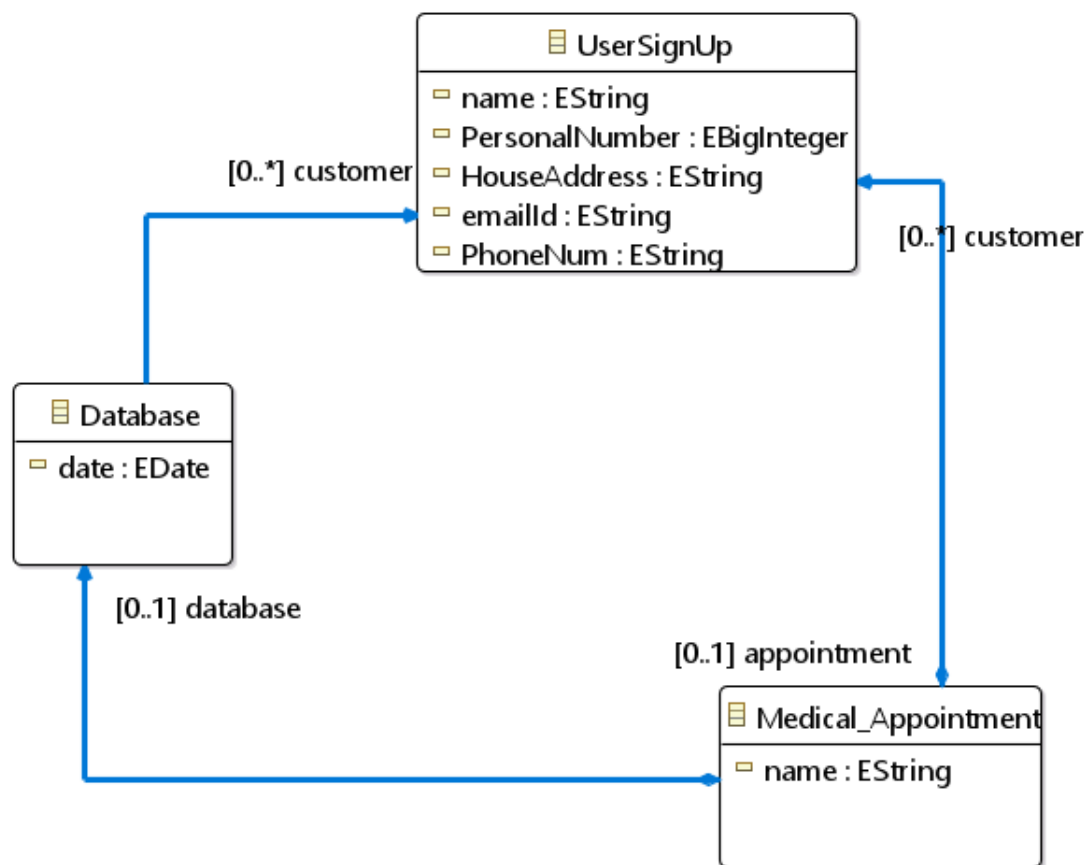 UserSignUp
name : EString
PersonalNumber : EBigInteger
HouseAddress : EString
emailId : EString
PhoneNum : EString
[0..*] customer
[0..*] customer
Database
date : EDate
[0..1] database
[0..1] appointment
Medical_Appointment
name : EString